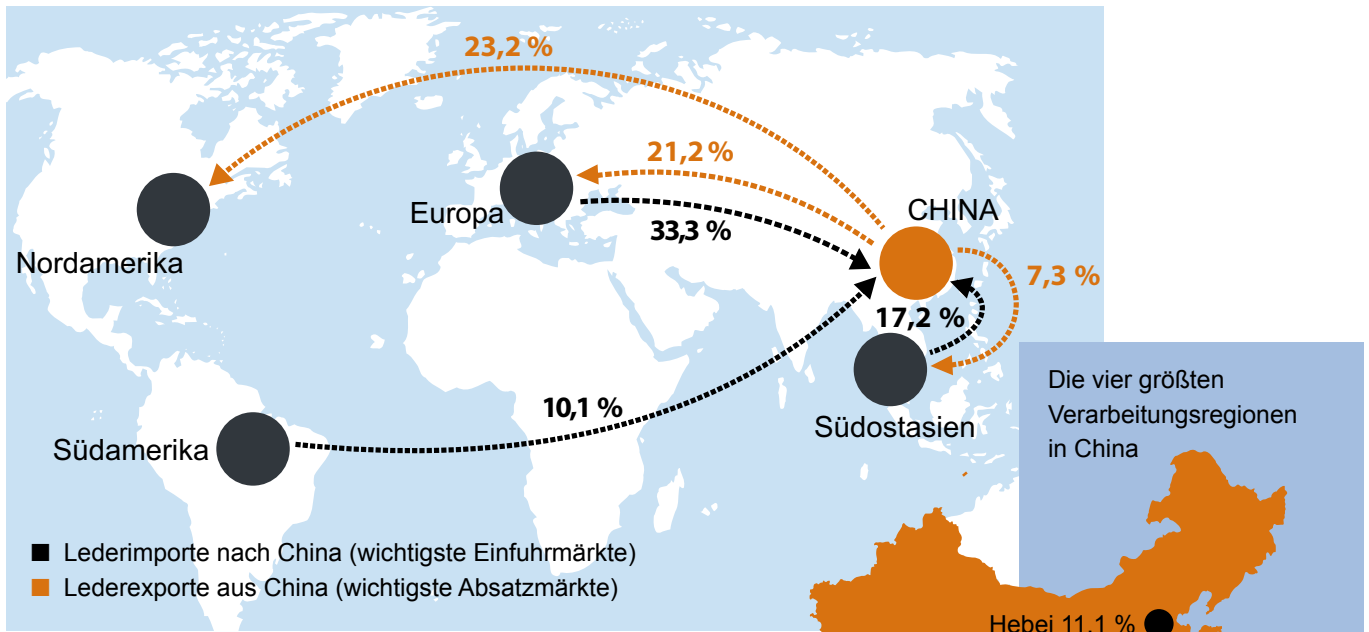 23,2 %
21,2 %
Europa
33,3 %
CHINA
Nordamerika
7,3 %
17,2 %
10,1 %
Südostasien
Südamerika
Die vier größten
Verarbeitungsregionen
in China
Lederimporte nach China (wichtigste Einfuhrmärkte)
Lederexporte aus China (wichtigste Absatzmärkte)
Hebei 11,1 %